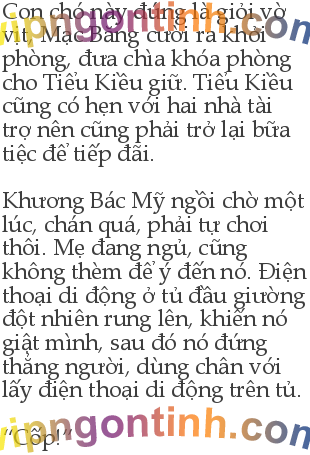 Con chó này đúng là giỏi vờ
vịt. Mạc Băng cười ra khỏi
phòng, đưa chìa khóa phòng
cho Tiểu Kiều giữ. Tiểu Kiều
cũng có hẹn với hai nhà tài
trợ nên cũng phải trở lại bữa
tiệc để tiếp đãi.
Khương Bác Mỹ ngồi chờ một
lúc, chán quá, phải tự chơi
thôi. Mẹ đang ngủ, cũng
không thèm để ý đến nó. Điện
thoại di động ở tủ đầu giường
đột nhiên rung lên, khiến nó
giật mình, sau đó nó đứng
thẳng người, dùng chân với
lấy điện thoại di động trên tủ.
“Cốp!”
vipngontinh.com
vipngontinh.com